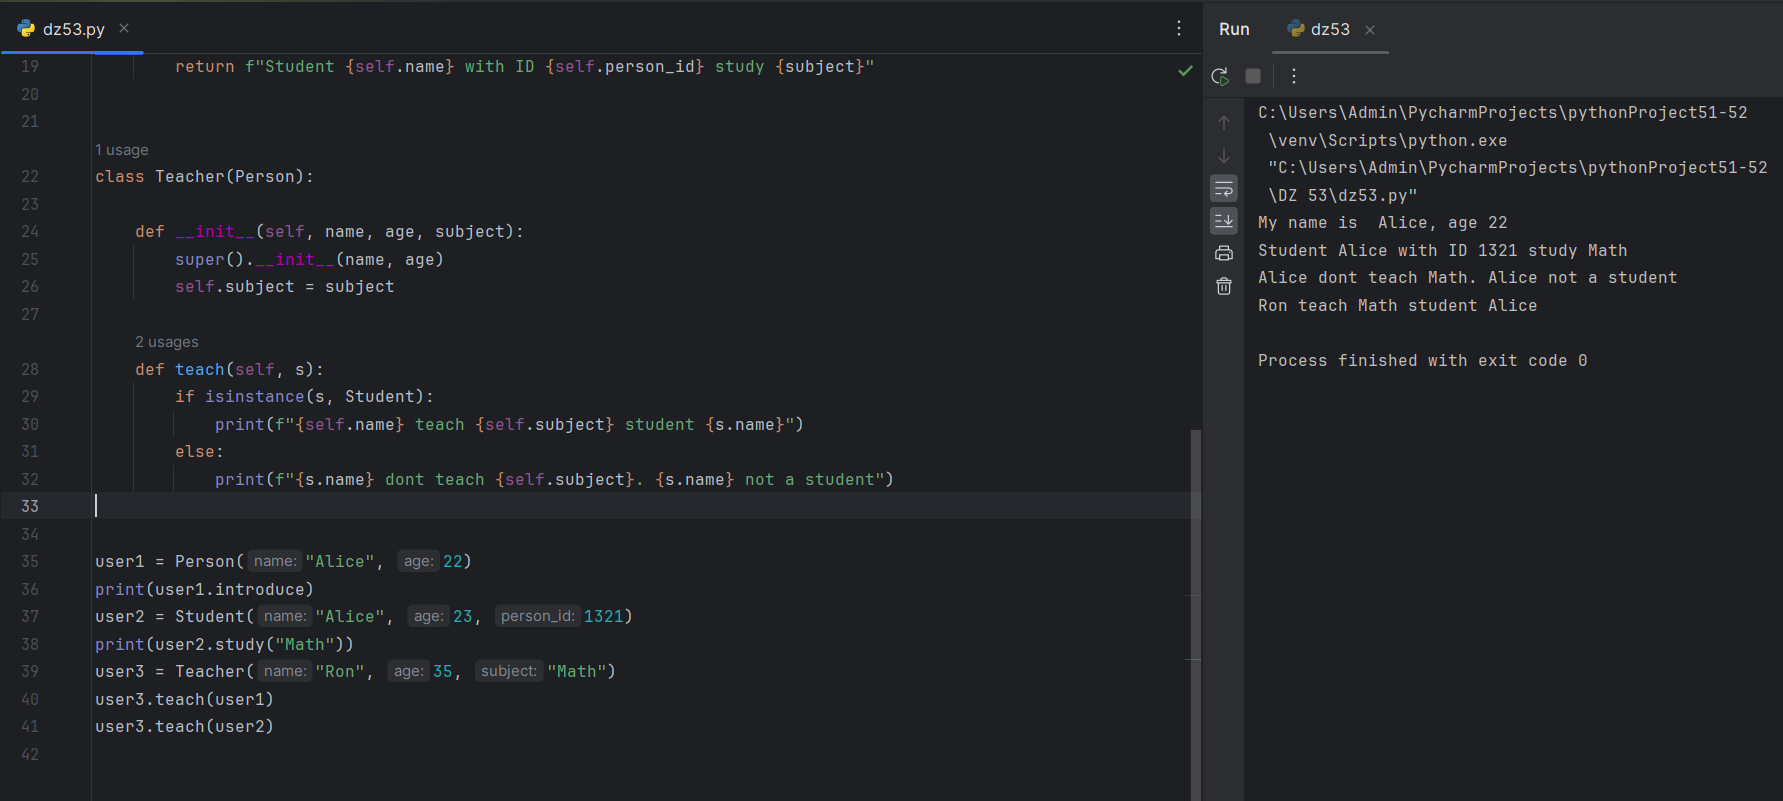 dz53.py
19 return f"Student {self.name} with ID {self.person_id} study {subject}"
20
21
1 usage
22 class Teacher(Person):
23
24 def __init__(self, name, age, subject):
25 super().__init__(name, age)
26 self.subject = subject
27
2 usages
28 def teach(self, s):
29 if isinstance(s, Student):
30 print(f"{self.name} teach {self.subject} student {s.name}")
31 else:
32 print(f"{s.name} dont teach {self.subject}. {s.name} not a student")
33
34
35 user1 = Person( name: "Alice", age: 22)
36 print(user1.introduce)
37 user2 = Student( name: "Alice", age: 23, person_id: 1321)
38 print(user2.study("Math"))
39 user3 = Teacher( name: "Ron", age: 35, subject: "Math")
40 user3.teach(user1)
41 user3.teach(user2)
42
Run dz53
C:\Users\Admin\PycharmProjects\pythonProject51-52
\venv\Scripts\python.exe
"C:\Users\Admin\PycharmProjects\pythonProject51-52
\DZ 53\dz53.py"
My name is  Alice, age 22
Student Alice with ID 1321 study Math
Alice dont teach Math. Alice not a student
Ron teach Math student Alice
Process finished with exit code 0